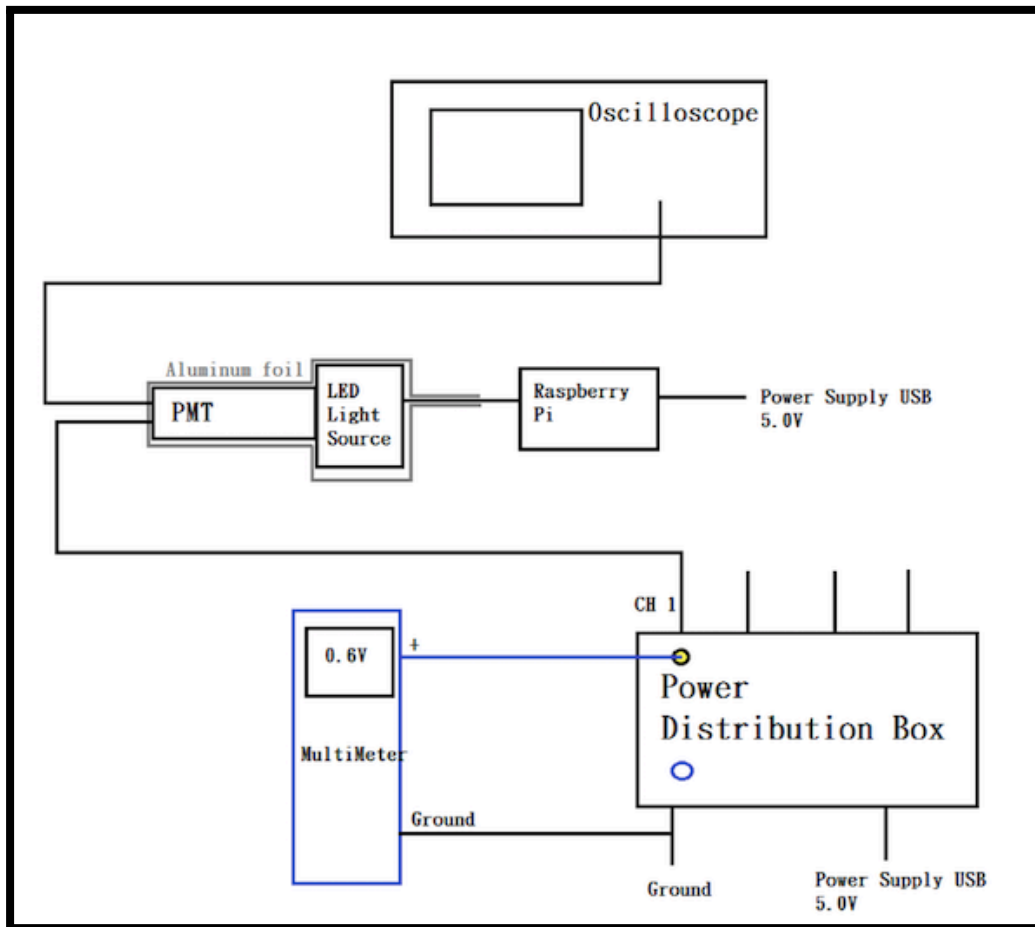 Oscilloscope
Aluminum foil
PMT
LED
Light
Source
Raspberry
Pi
Power Supply USB
5.0V
CH 1
0.6V
+
MultiMeter
Power
Distribution Box
Ground
Ground
Power Supply USB
5.0V